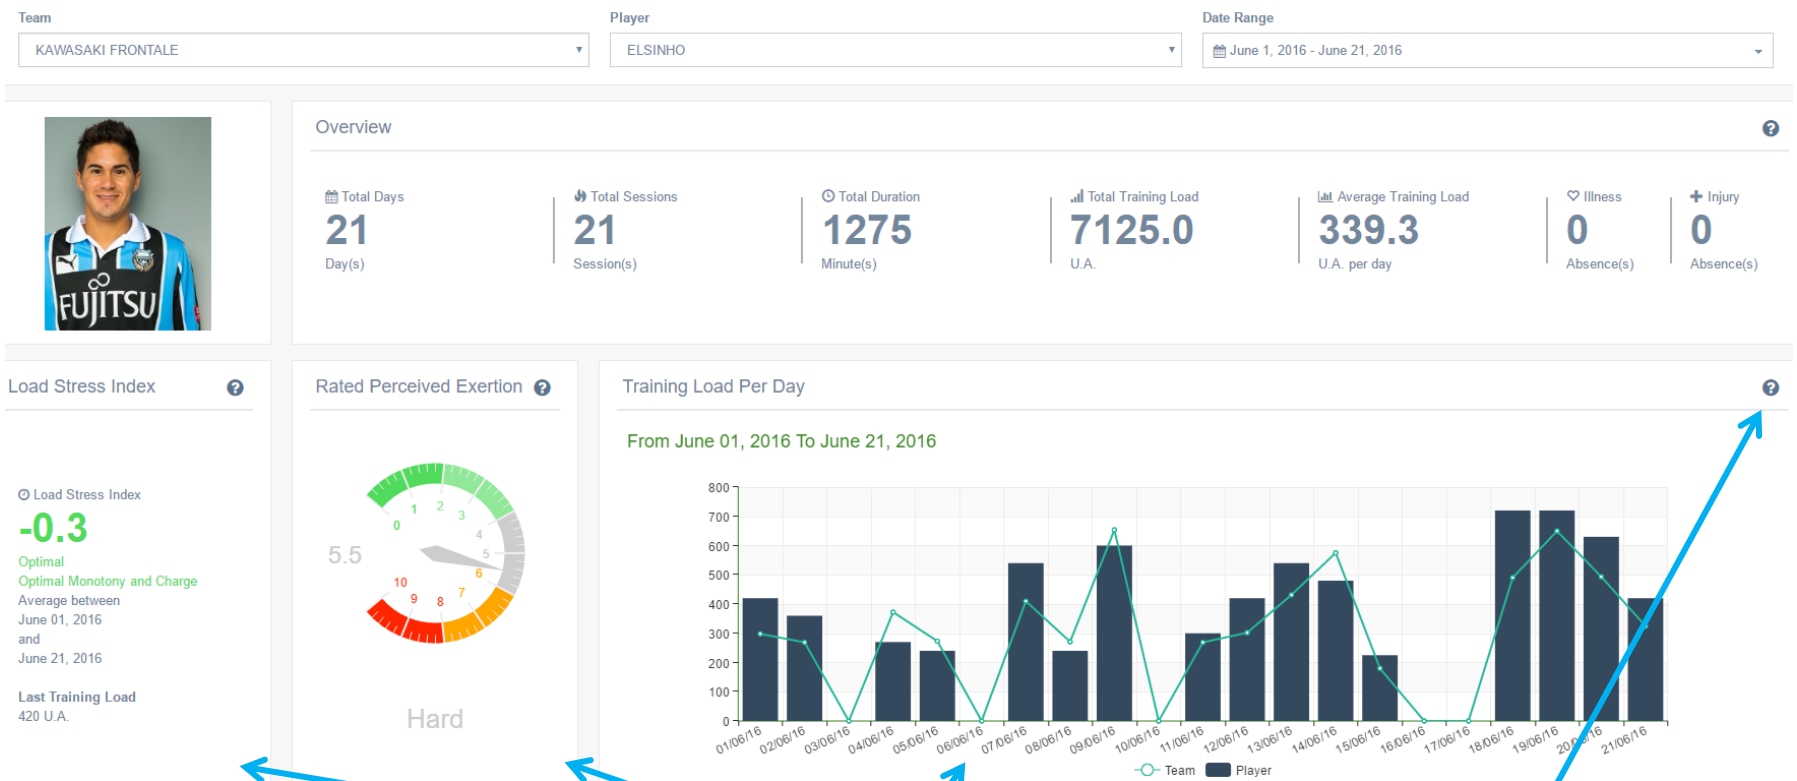 Team
KAWASAKI FRONTALE
Player
ELSINHO
Date Range
June 1, 2016 - June 21, 2016
FUJITSU
Overview
Total Days
21
Day(s)
Total Sessions
21
Session(s)
Total Duration
1275
Minute(s)
Total Training Load
7125.0
U.A.
Average Training Load
339.3
U.A. per day
Illness
0
Absence(s)
Injury
0
Absence(s)
Load Stress Index
Load Stress Index
-0.3
Optimal
Optimal Monotony and Charge
Average between
June 01, 2016
and
June 21, 2016
Last Training Load
420 U.A.
Rated Perceived Exertion
0
1
2
3
4
5
6
7
8
9
10
5.5
Hard
Training Load Per Day
From June 01, 2016 To June 21, 2016
800
700
600
500
400
300
200
100
0
01/06/16
02/06/16
03/06/16
04/06/16
05/06/16
06/06/16
07/06/16
08/06/16
09/06/16
10/06/16
11/06/16
12/06/16
13/06/16
14/06/16
15/06/16
16/06/16
17/06/16
18/06/16
19/06/16
20/06/16
21/06/16
Team
Player